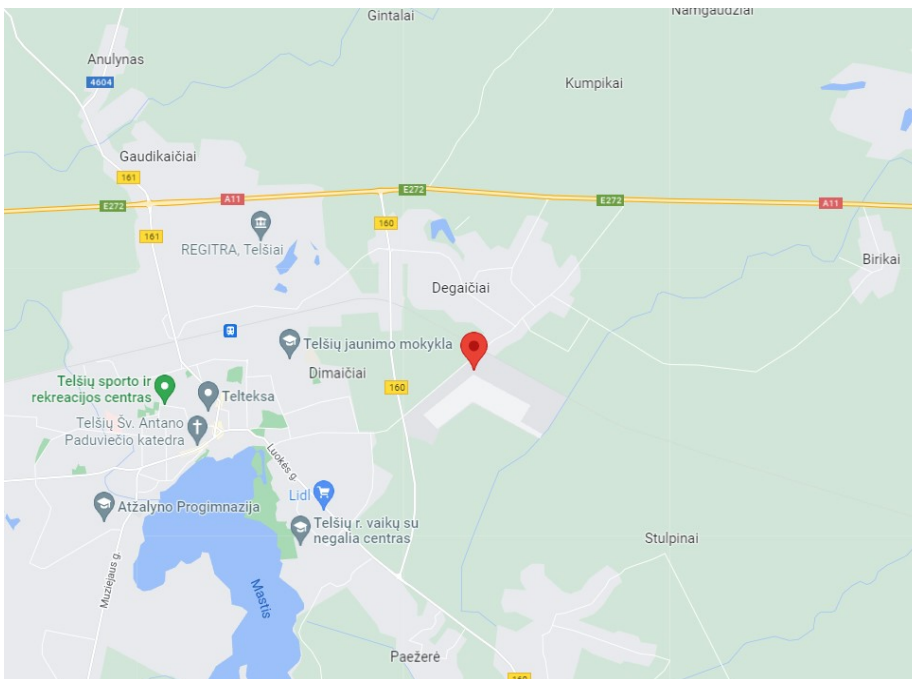 Gintalai
Namgaudžiai
Anulynas
4604
Kumpikai
Gaudikaičiai
161
E272
A11
E272
E272
A11
161
160
REGITRA, Telšiai
Birikai
Degaičiai
Telšių jaunimo mokykla
Dimaičiai
Telšių sporto ir
rekreacijos centras
160
Telteksa
Telšių Šv. Antano
Paduviečio katedra
Luokės g.
Lidl
Atžalyno Progimnazija
Telšių r. vaikų su
negalia centras
Stulpinai
Muziejaus g.
Mastis
Paežerė
160